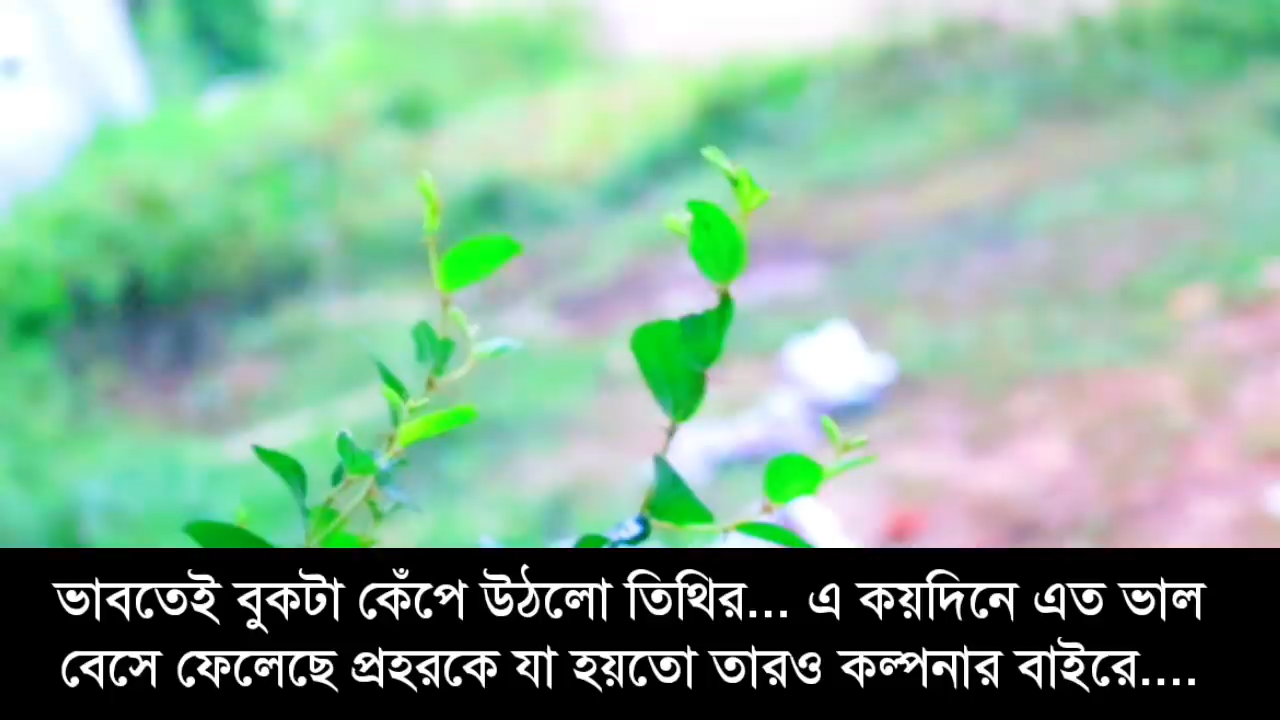 ভাবতেই বুকটা কেঁপে উঠলো তিথির... এ কয়দিনে এত ভাল
বেসে ফেলেছে প্রহরকে যা হয়তো তারও কল্পনার বাইরে....